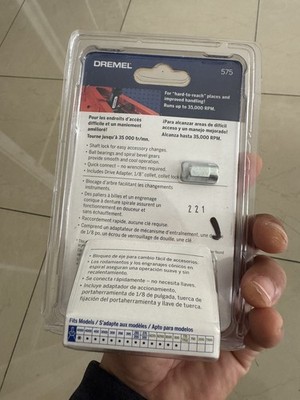 DREMEL
575
For "hard-to-reach" places and
improved handling!
Runs up to 35,000 RPM.
Pour les endroits d'accès
difficile et un maniement
amélioré!
Tourne jusqu'à 35 000 tr/mn.
¡Para alcanzar areas de difícil
acceso y un manejo mejorado!
Alcanza hasta 35,000 RPM.
· Shaft lock for easy accessory changes.
· Ball bearings and spiral bevel gears
provide smooth and cool operation.
· Quick connect – no wrenches required.
· Includes Drive Adapter, 1/8" collet, collet
· Blocage d'arbre facilitant les changements
instruments.
· Des paliers à billes et un engrenage
conique à denture spirale assurent un
fonctionnement en douceur et
sans échauffement.
· Raccordement rapide, aucune clé requise.
· Comprend un adaptateur de mécanisme d'entraînement, une
de 1/8 po, un écrou de verrouillage de douille, une clé.
221
· Bloqueo de eje para cambio fácil de accesorios.
· Los rodamientos y los engranajes cónicos en
espiral aseguran una operación suave y sin
calentamiento.
· Se conecta rápidamente – no necesita llaves.
· Incluye adaptador de accionamiento,
portaherramienta de 1/8 de pulgada, tuerca de
fijación del portaherramienta y llave de tuerca.
Fits Models / S'adapte aux modèles / Apto para modelos